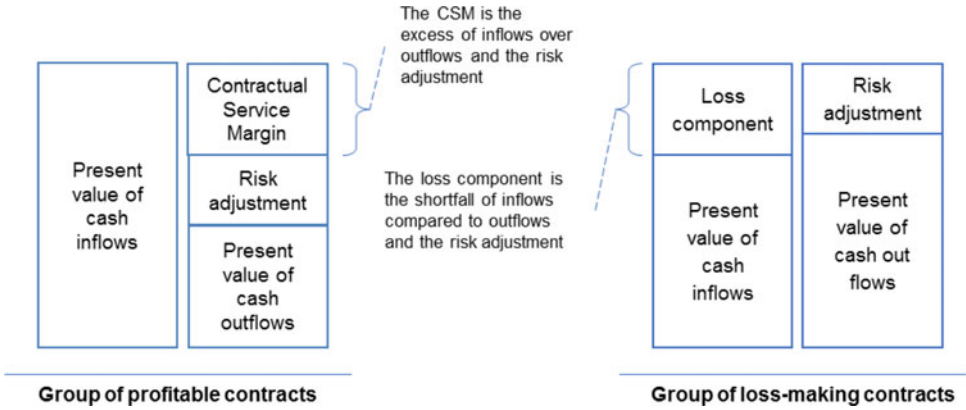 The CSM is the
excess of inflows over
outflows and the risk
adjustment
Present
value of
cash
inflows
Contractual
Service
Margin
Risk
adjustment
Present
value of
cash
outflows
The loss component is
the shortfall of inflows
compared to outflows
and the risk adjustment
Loss
component
Present
value of
cash
inflows
Risk
adjustment
Present
value of
cash out
flows
Group of profitable contracts
Group of loss-making contracts